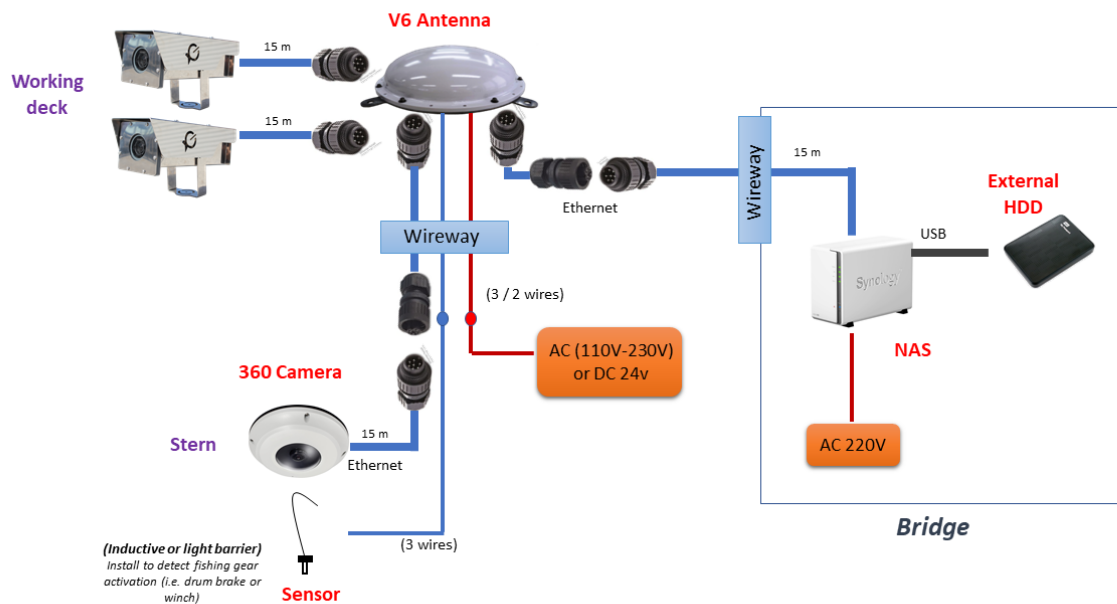 V6 Antenna
15 m
Working
deck
15 m
Ethernet
Wireway
15 m
External
HDD
USB
Synology
NAS
AC 220V
Bridge
Wireway
(3 / 2 wires)
AC (110V-230V)
or DC 24v
360 Camera
Stern
15 m
Ethernet
(3 wires)
(Inductive or light barrier)
Install to detect fishing gear
activation (i.e. drum brake or
winch)
Sensor